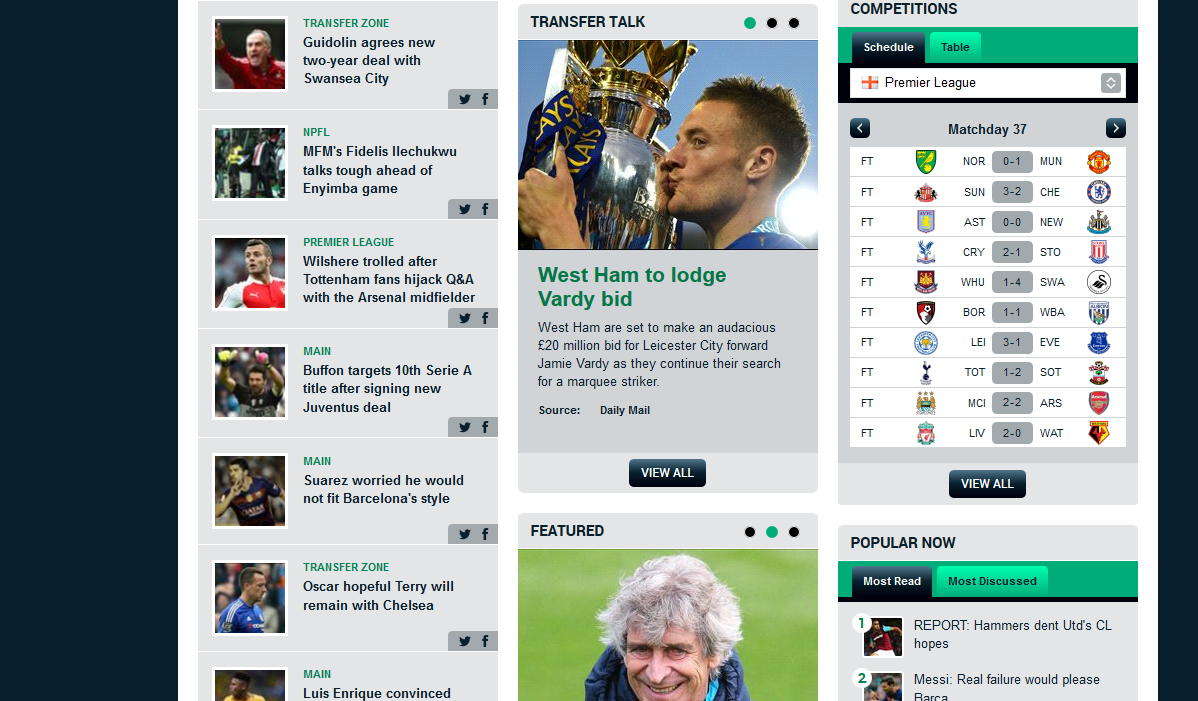 TRANSFER ZONE
Guidolin agrees new
two-year deal with
Swansea City
NPFL
MFM's Fidelis Ilechukwu
talks tough ahead of
Enyimba game
PREMIER LEAGUE
Wilshere trolled after
Tottenham fans hijack Q&A
with the Arsenal midfielder
MAIN
Buffon targets 10th Serie A
title after signing new
Juventus deal
MAIN
Suarez worried he would
not fit Barcelona's style
TRANSFER ZONE
Oscar hopeful Terry will
remain with Chelsea
MAIN
Luis Enrique convinced
TRANSFER TALK
West Ham to lodge
Vardy bid
West Ham are set to make an audacious
£20 million bid for Leicester City forward
Jamie Vardy as they continue their search
for a marquee striker.
Source: Daily Mail
VIEW ALL
FEATURED
COMPETITIONS
Schedule Table
Premier League
Matchday 37
FT NOR 0-1 MUN
FT SUN 3-2 CHE
FT AST 0-0 NEW
FT CRY 2-1 STO
FT WHU 1-4 SWA
FT BOR 1-1 WBA
FT LEI 3-1 EVE
FT TOT 1-2 SOT
FT MCI 2-2 ARS
FT LIV 2-0 WAT
VIEW ALL
POPULAR NOW
Most Read Most Discussed
1 REPORT: Hammers dent Utd's CL
hopes
2 Messi: Real failure would please
Barca